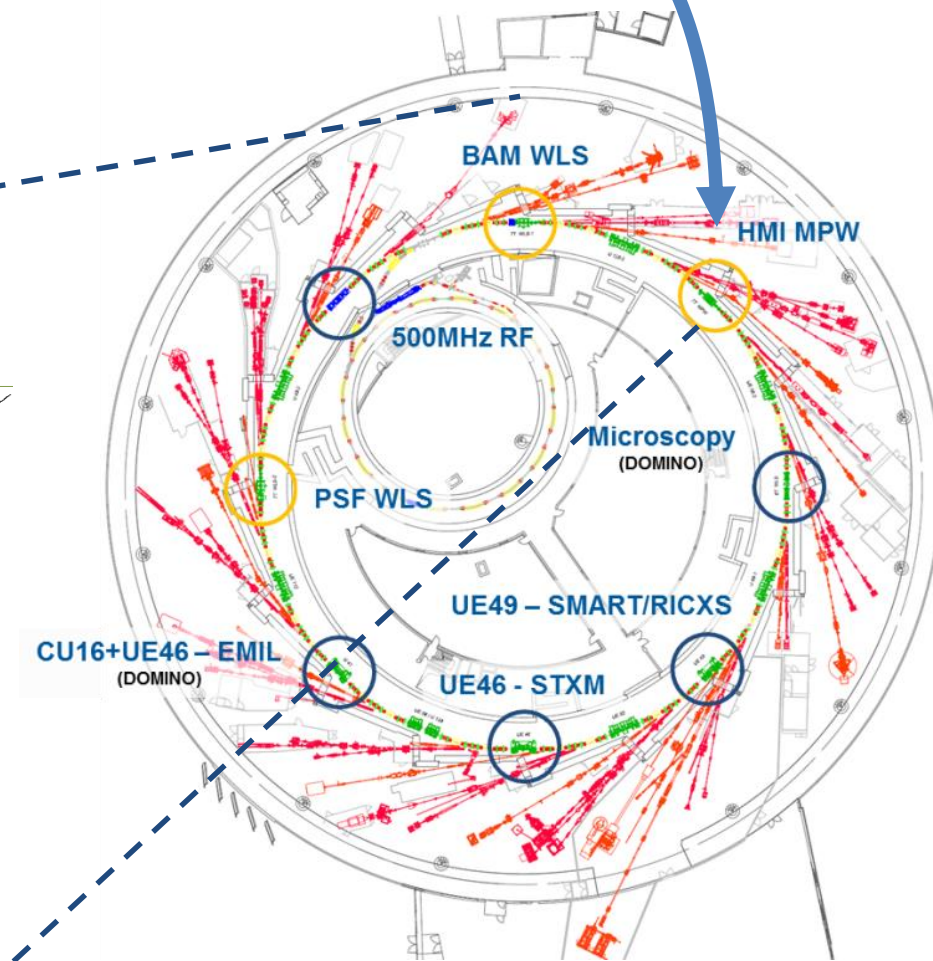 BAM WLS
HMI MPW
500MHz RF
Microscopy
(DOMINO)
PSF WLS
UE49 – SMART/RICXS
CU16+UE46 – EMIL
(DOMINO)
UE46 - STXM